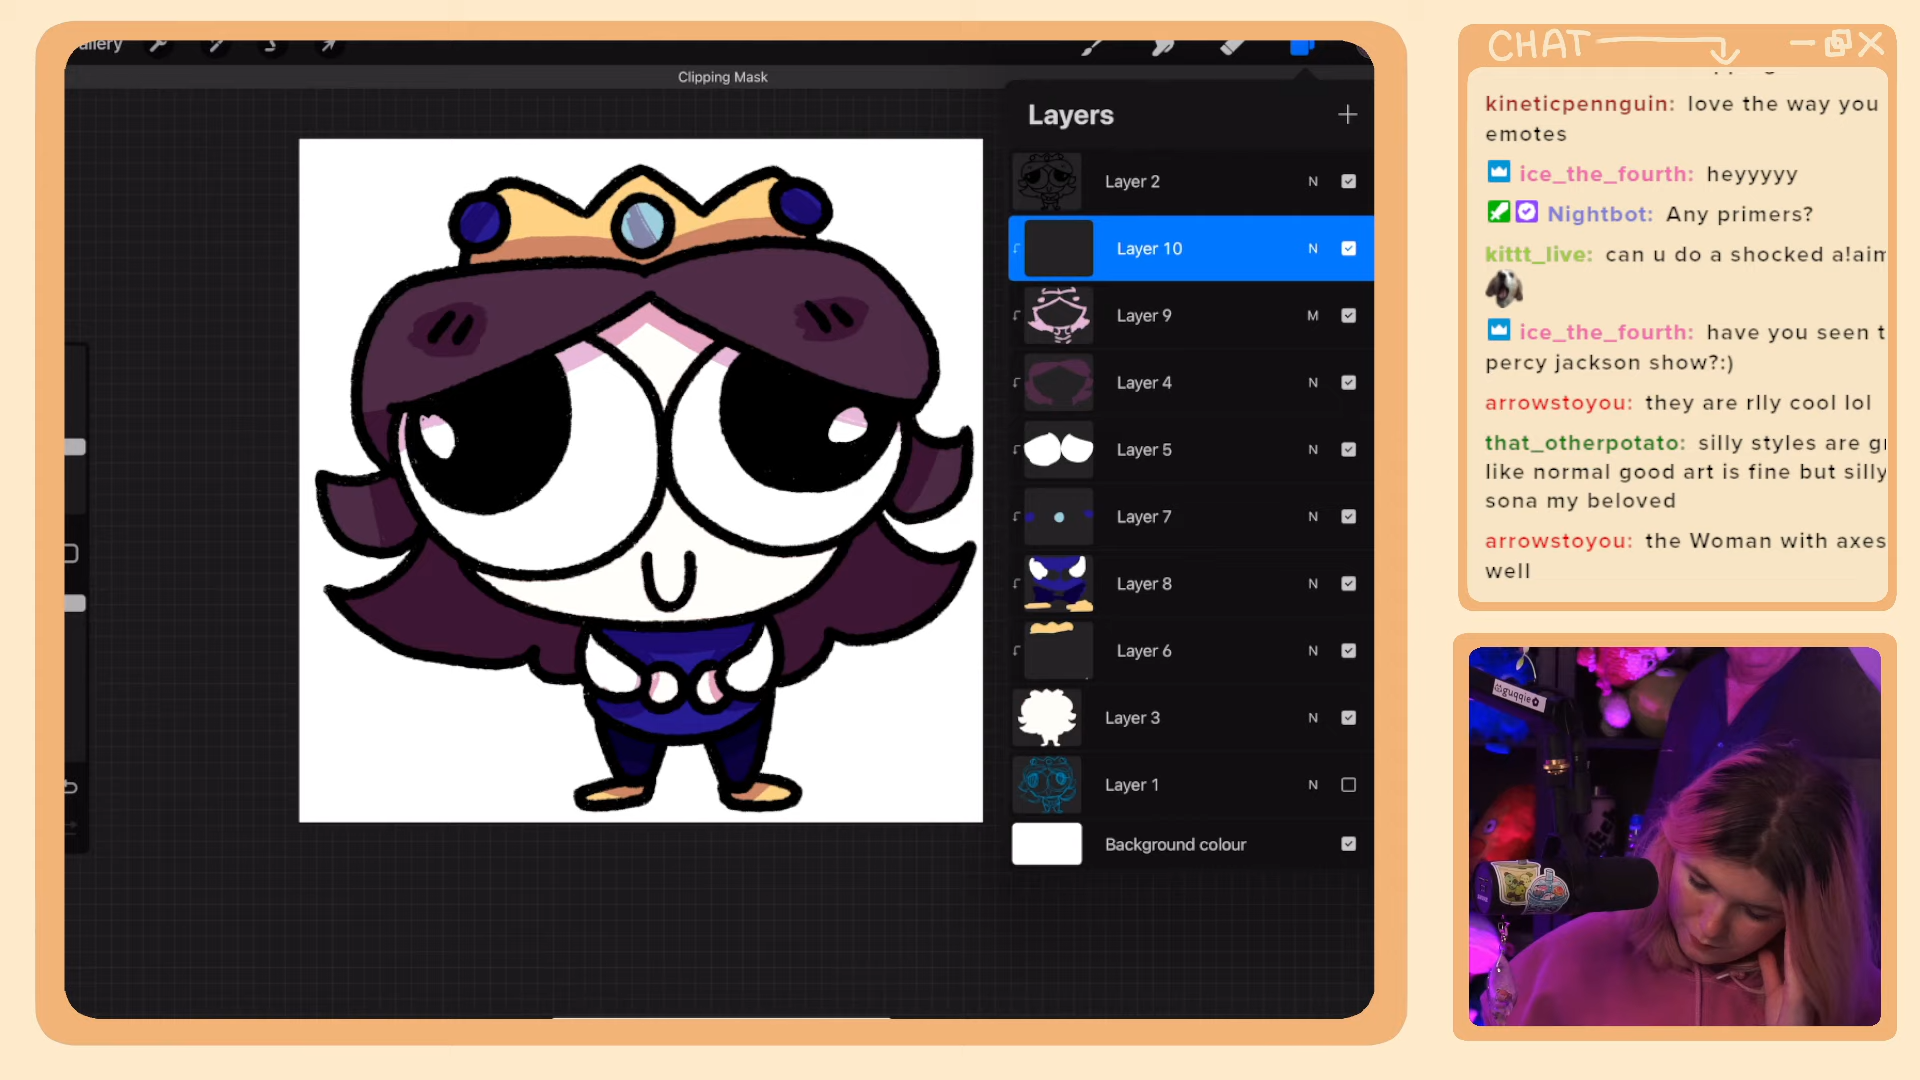 allery
Clipping Mask
Layers
Layer 2 N
Layer 10 N
Layer 9 M
Layer 4 N
Layer 5 N
Layer 7 N
Layer 8 N
Layer 6 N
Layer 3 N
Layer 1 N
Background colour
CHAT
kineticpennguin: love the way you
emotes
ice_the_fourth: heyyyyy
Nightbot: Any primers?
kittt_live: can u do a shocked a!aim
ice_the_fourth: have you seen t
percy jackson show?:)
arrowstoyou: they are rlly cool lol
that_otherpotato: silly styles are gr
like normal good art is fine but silly
sona my beloved
arrowstoyou: the Woman with axes
well
guqqie